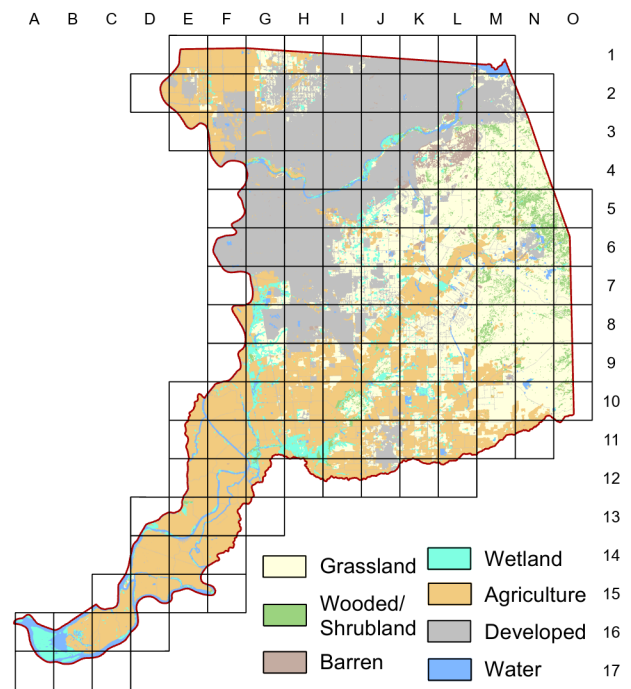 A B C D E F G H I J K L M N O
1
2
3
4
5
6
7
8
9
10
11
12
13
14
15
16
17
Grassland
Wooded/
Shrubland
Barren
Wetland
Agriculture
Developed
Water